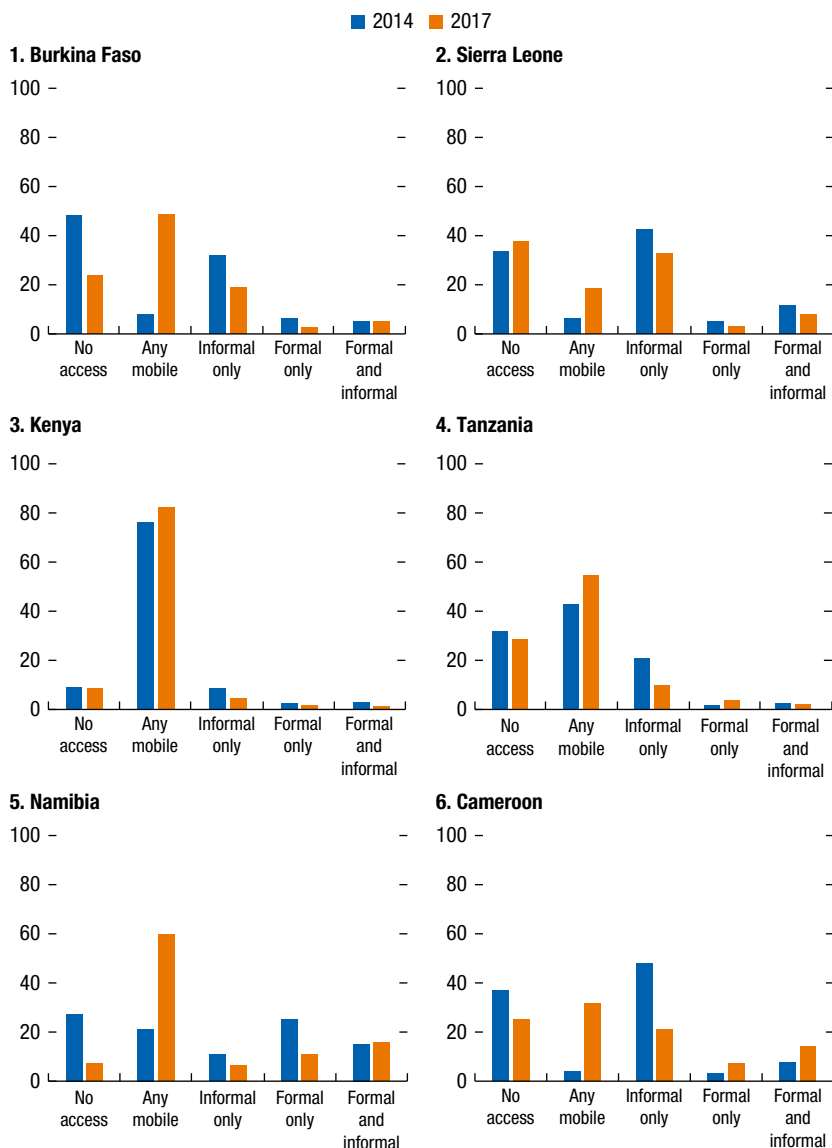 2014 2017
1. Burkina Faso
100
80
60
40
20
0
No access
Any mobile
Informal only
Formal only
Formal and informal
2. Sierra Leone
100
80
60
40
20
0
No access
Any mobile
Informal only
Formal only
Formal and informal
3. Kenya
100
80
60
40
20
0
No access
Any mobile
Informal only
Formal only
Formal and informal
4. Tanzania
100
80
60
40
20
0
No access
Any mobile
Informal only
Formal only
Formal and informal
5. Namibia
100
80
60
40
20
0
No access
Any mobile
Informal only
Formal only
Formal and informal
6. Cameroon
100
80
60
40
20
0
No access
Any mobile
Informal only
Formal only
Formal and informal